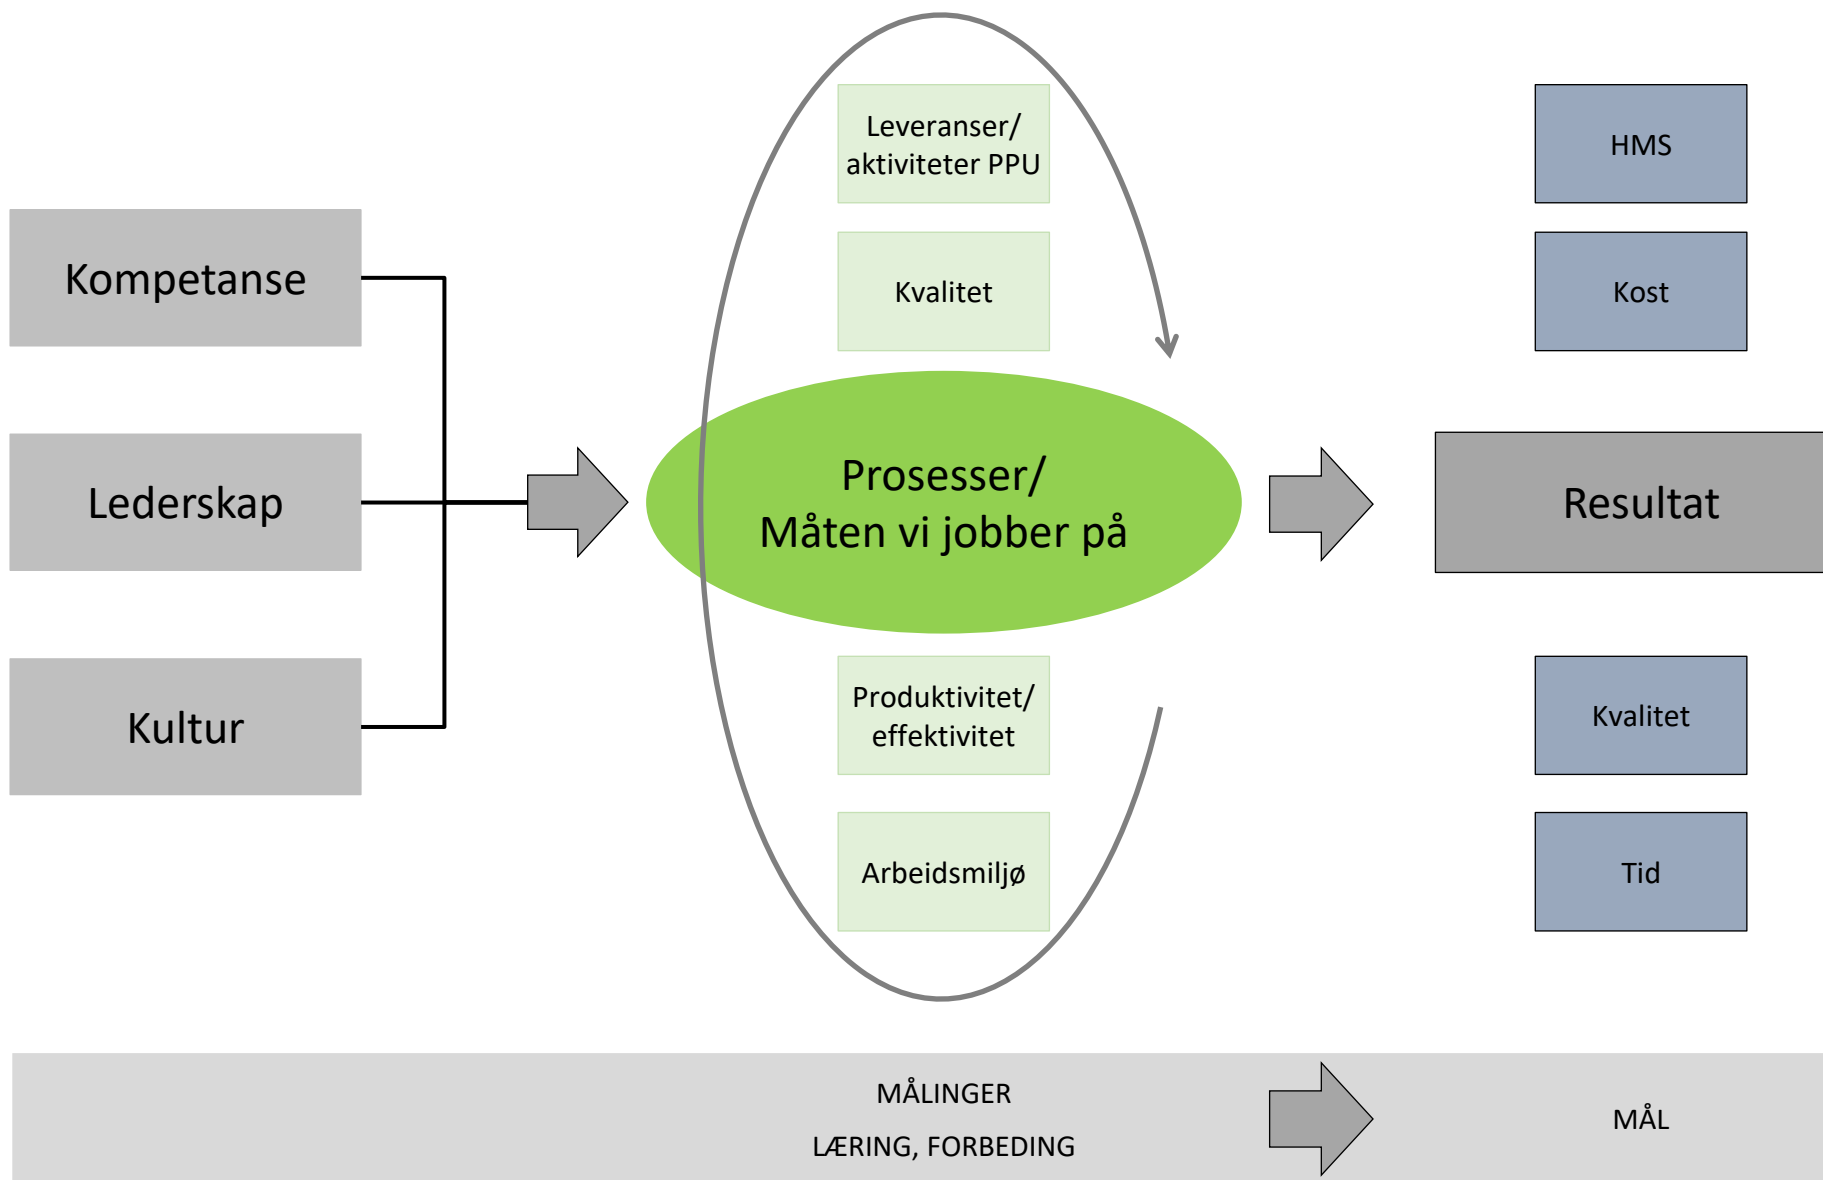 Kompetanse
Lederskap
Kultur
Leveranser/
aktiviteter PPU
Kvalitet
Prosesser/
Måten vi jobber på
Produktivitet/
effektivitet
Arbeidsmiljø
HMS
Kost
Resultat
Kvalitet
Tid
MÅLINGER
LÆRING, FORBEDING
MÅL